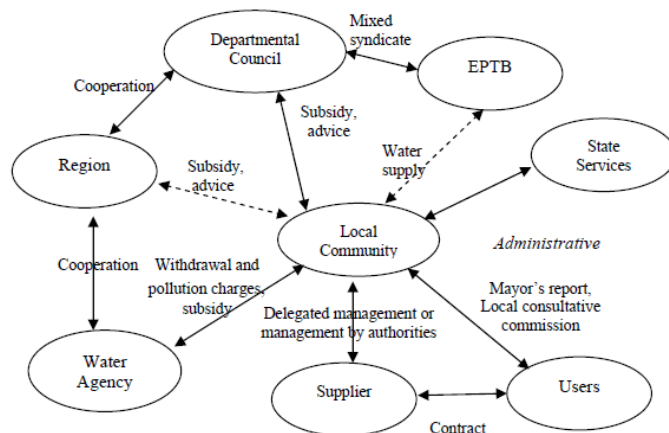 Departmental
Council
Mixed
syndicate
EPTB
Cooperation
Subsidy,
advice
Water
supply
State
Services
Region
Subsidy,
advice
Local
Community
Administrative
Cooperation
Withdrawal and
pollution charges,
subsidy
Mayor's report,
Local consultative
commission
Delegated management or
management by authorities
Water
Agency
Supplier
Users
Contract